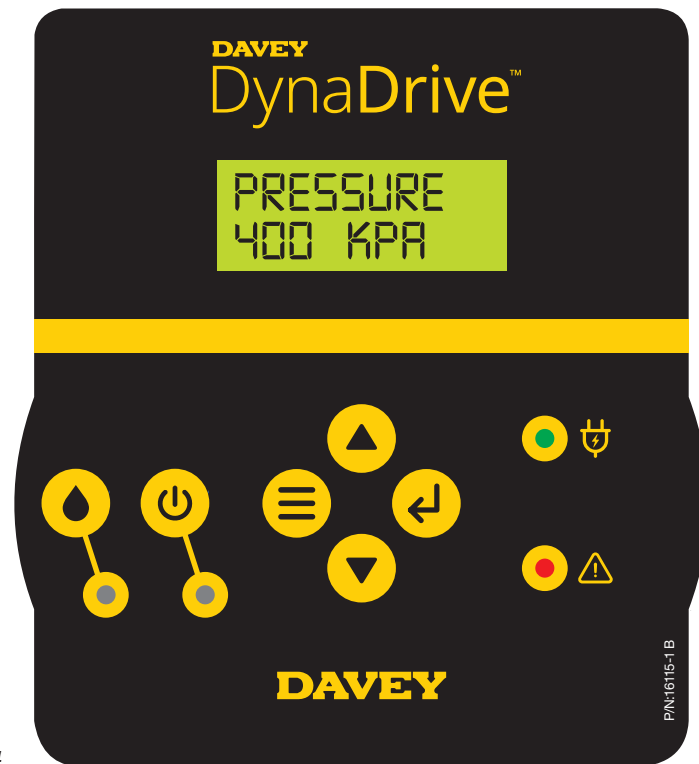 DAVEY
DynaDrive™
PRESSURE
400 KPA
DAVEY
P/N:16115-1 B